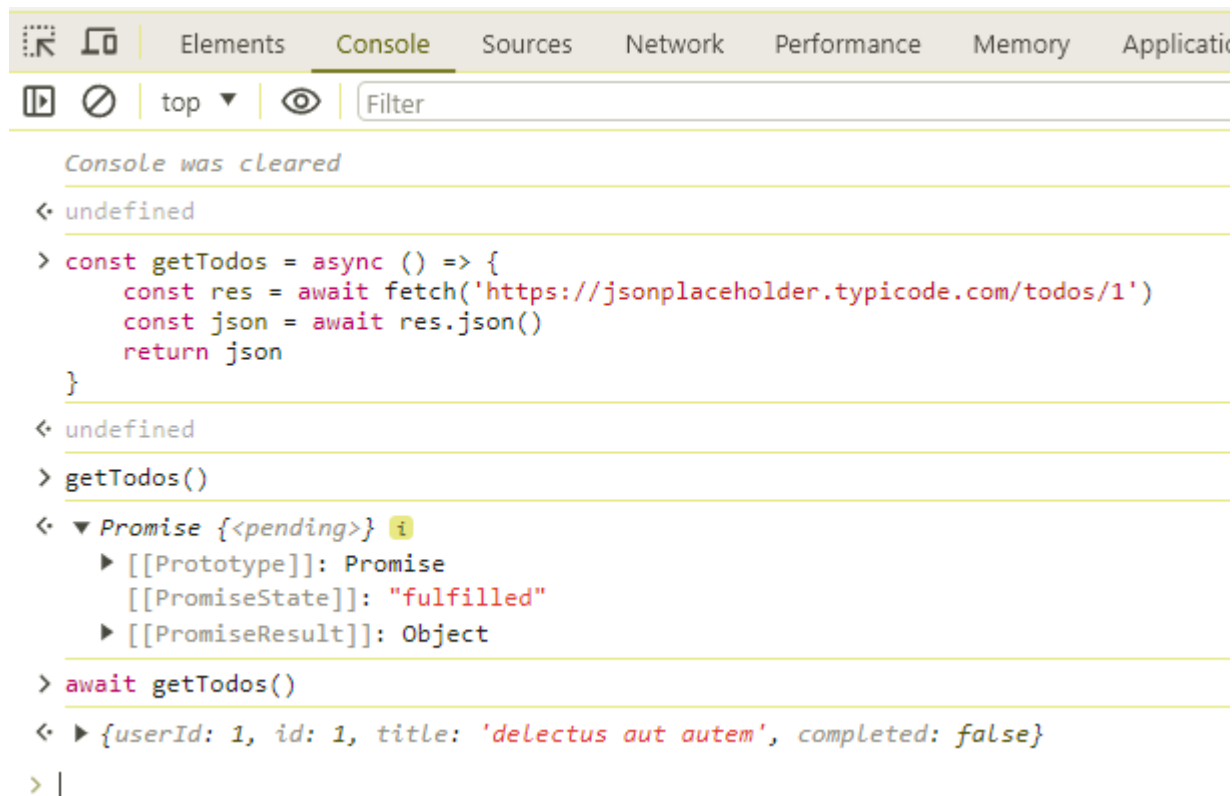 Elements Console Sources Network Performance Memory Applicatio
top ▼ Filter
Console was cleared
undefined
> const getTodos = async () => {
const res = await fetch('https://jsonplaceholder.typicode.com/todos/1')
const json = await res.json()
return json
}
undefined
> getTodos()
▼ Promise {<pending>} i
▶ [[Prototype]]: Promise
[[PromiseState]]: "fulfilled"
▶ [[PromiseResult]]: Object
> await getTodos()
▶ {userId: 1, id: 1, title: 'delectus aut autem', completed: false}
>